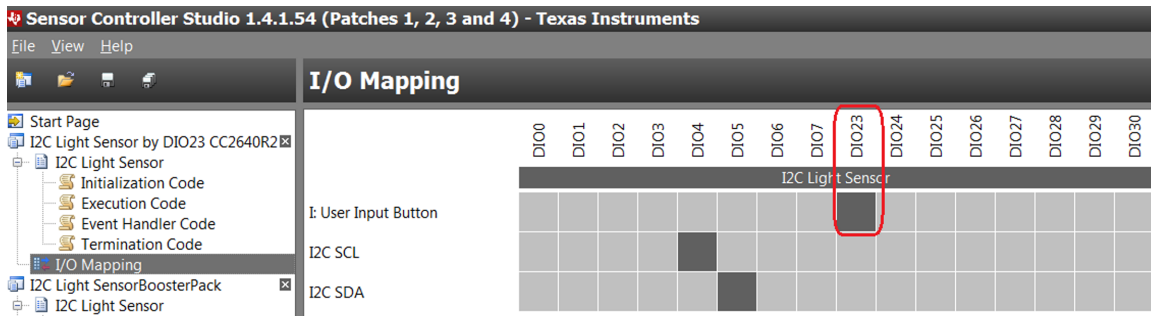 Sensor Controller Studio 1.4.1.54 (Patches 1, 2, 3 and 4) - Texas Instruments
File View Help
I/O Mapping
Start Page
I2C Light Sensor by DIO23 CC2640R2
I2C Light Sensor
Initialization Code
Execution Code
Event Handler Code
Termination Code
I/O Mapping
I2C Light SensorBoosterPack
I2C Light Sensor
DIO0 DIO1 DIO2 DIO3 DIO4 DIO5 DIO6 DIO7 DIO23 DIO24 DIO25 DIO26 DIO27 DIO28 DIO29 DIO30
I2C Light Sensor
I: User Input Button
I2C SCL
I2C SDA